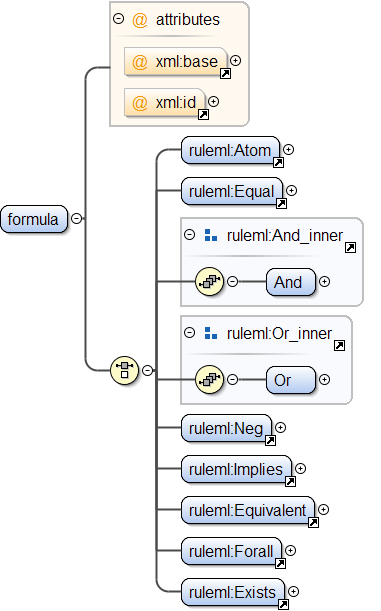 @ attributes
@ xml:base
@ xml:id
ruleml:Atom
ruleml:Equal
formula
ruleml:And_inner
And
ruleml:Or_inner
Or
ruleml:Neg
ruleml:Implies
ruleml:Equivalent
ruleml:Forall
ruleml:Exists